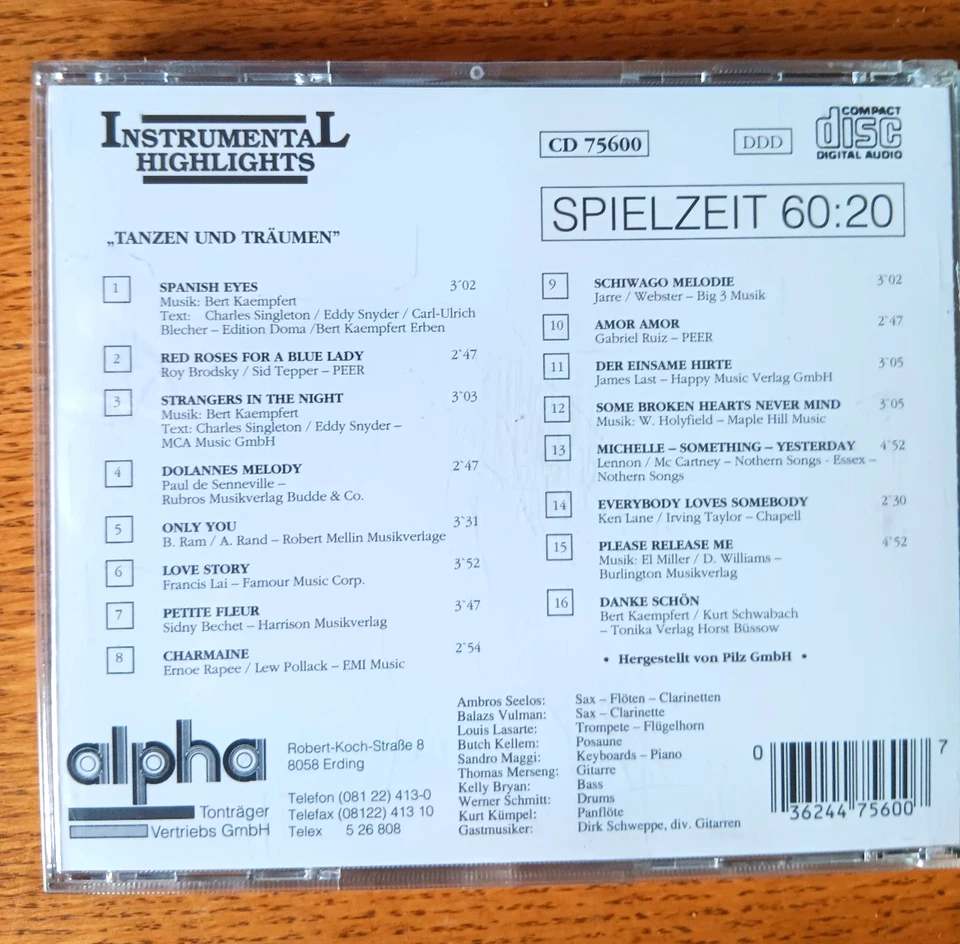 INSTRUMENTAL
HIGHLIGHTS
CD 75600
DDD
COMPACT
disc
DIGITAL AUDIO
SPIELZEIT 60:20
„TANZEN UND TRÄUMEN”
1 SPANISH EYES 3´02
Musik: Bert Kaempfert
Text: Charles Singleton / Eddy Snyder / Carl-Ulrich
Blecher – Edition Doma /Bert Kaempfert Erben
2 RED ROSES FOR A BLUE LADY 2´47
Roy Brodsky / Sid Tepper – PEER
3 STRANGERS IN THE NIGHT 3´03
Musik: Bert Kaempfert
Text: Charles Singleton / Eddy Snyder –
MCA Music GmbH
4 DOLANNES MELODY 2´47
Paul de Senneville –
Rubros Musikverlag Budde & Co.
5 ONLY YOU 3´31
B. Ram / A. Rand – Robert Mellin Musikverlage
6 LOVE STORY 3´52
Francis Lai – Famour Music Corp.
7 PETITE FLEUR 3´47
Sidny Bechet – Harrison Musikverlag
8 CHARMAINE 2´54
Ernoe Rapee / Lew Pollack – EMI Music
9 SCHIWAGO MELODIE 3´02
Jarre / Webster – Big 3 Musik
10 AMOR AMOR 2´47
Gabriel Ruiz – PEER
11 DER EINSAME HIRTE 3´05
James Last – Happy Music Verlag GmbH
12 SOME BROKEN HEARTS NEVER MIND 3´05
Musik: W. Holyfield – Maple Hill Music
13 MICHELLE – SOMETHING – YESTERDAY 4´52
Lennon / Mc Cartney – Nothern Songs - Essex –
Nothern Songs
14 EVERYBODY LOVES SOMEBODY 2´30
Ken Lane / Irving Taylor – Chapell
15 PLEASE RELEASE ME 4´52
Musik: El Miller / D. Williams –
Burlington Musikverlag
16 DANKE SCHÖN
Bert Kaempfert / Kurt Schwabach
– Tonika Verlag Horst Büssow
• Hergestellt von Pilz GmbH •
alpha
Tonträger
Vertriebs GmbH
Robert-Koch-Straße 8
8058 Erding
Telefon (081 22) 413-0
Telefax (08122) 413 10
Telex 5 26 808
Ambros Seelos: Sax – Flöten – Clarinetten
Balazs Vulman: Sax – Clarinette
Louis Lasarte: Trompete – Flügelhorn
Butch Kellem: Posaune
Sandro Maggi: Keyboards – Piano
Thomas Merseng: Gitarre
Kelly Bryan: Bass
Werner Schmitt: Drums
Kurt Kümpel: Panflöte
Gastmusiker: Dirk Schweppe, div. Gitarren
0 36244 75600 7